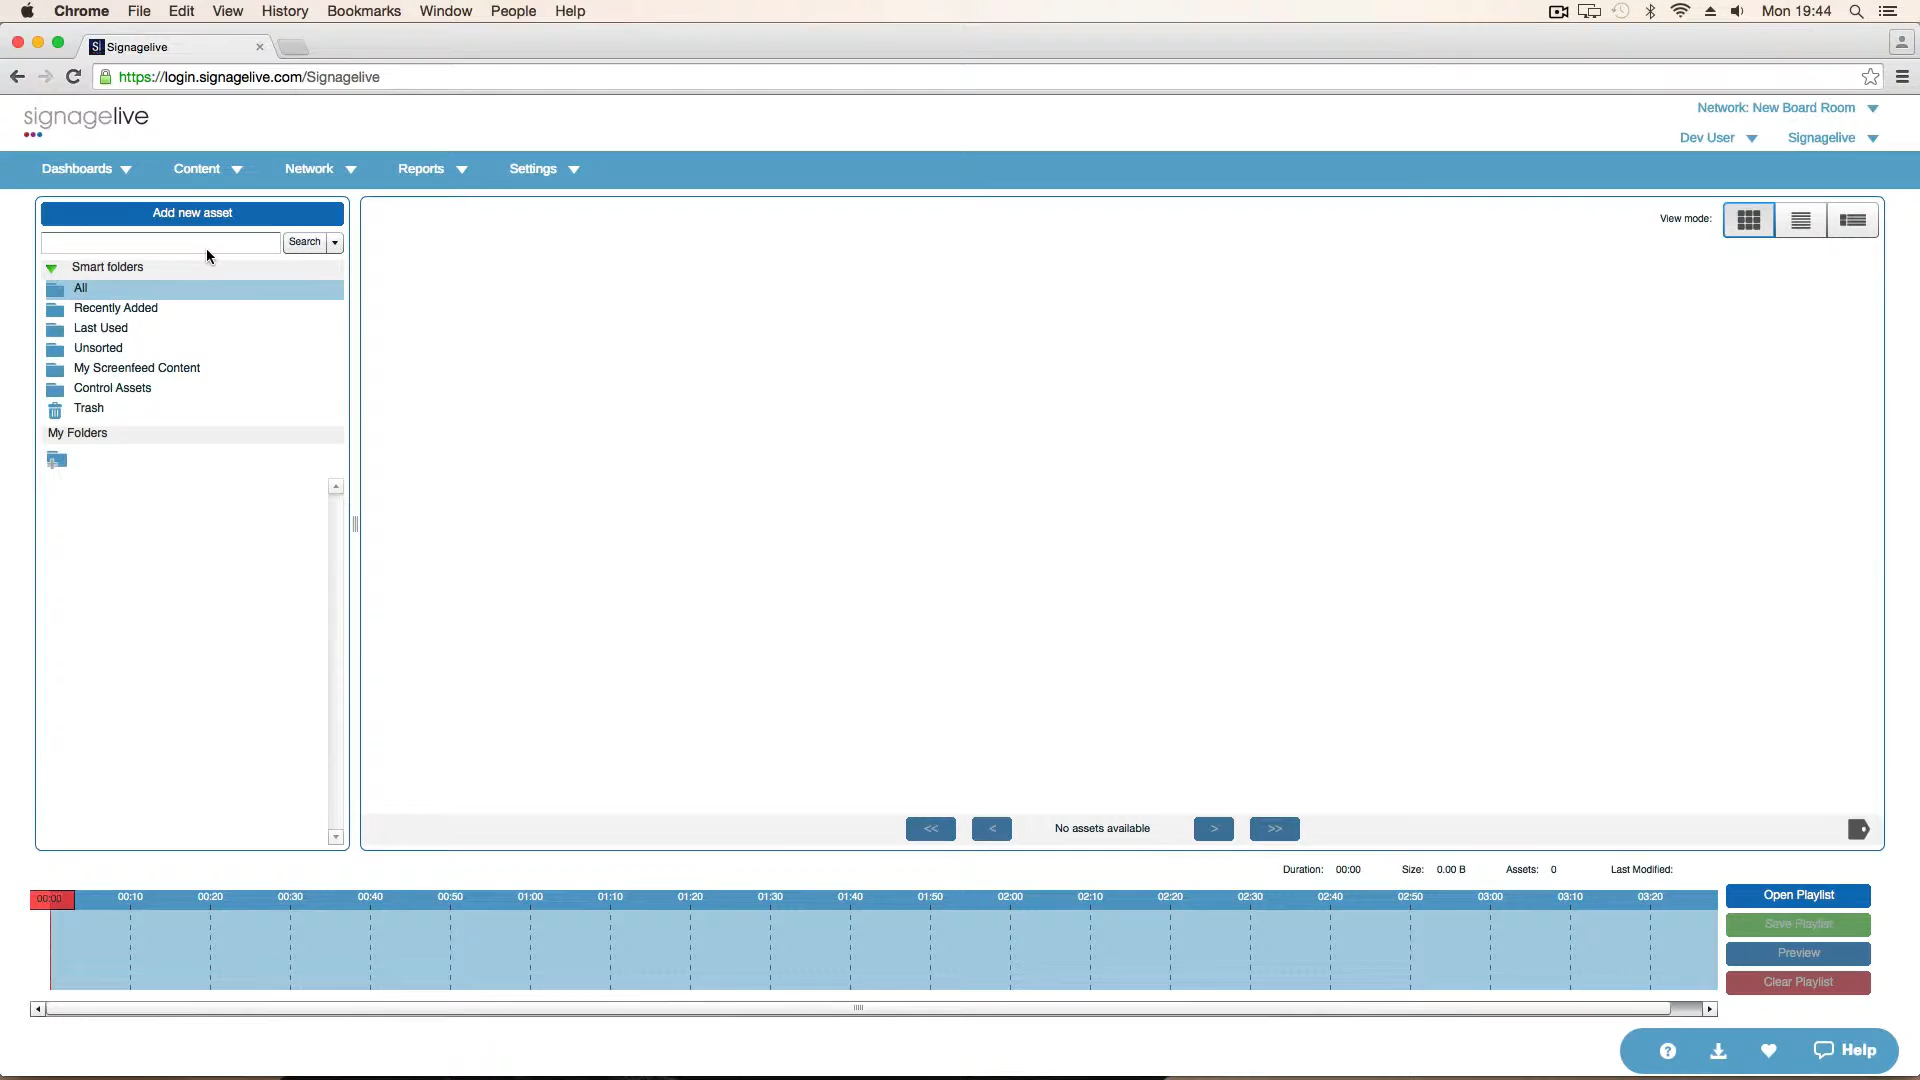 Chrome File Edit View History Bookmarks Window People Help Mon 19:44
Signagelive
https://login.signagelive.com/Signagelive
signagelive
Network: New Board Room
Dev User Signagelive
Dashboards Content Network Reports Settings
Add new asset
Search
View mode:
Smart folders
All
Recently Added
Last Used
Unsorted
My Screenfeed Content
Control Assets
Trash
My Folders
<< < No assets available > >>
Duration: 00:00 Size: 0.00 B Assets: 0 Last Modified:
00:00 00:10 00:20 00:30 00:40 00:50 01:00 01:10 01:20 01:30 01:40 01:50 02:00 02:10 02:20 02:30 02:40 02:50 03:00 03:10 03:20
Open Playlist
Save Playlist
Preview
Clear Playlist
Help